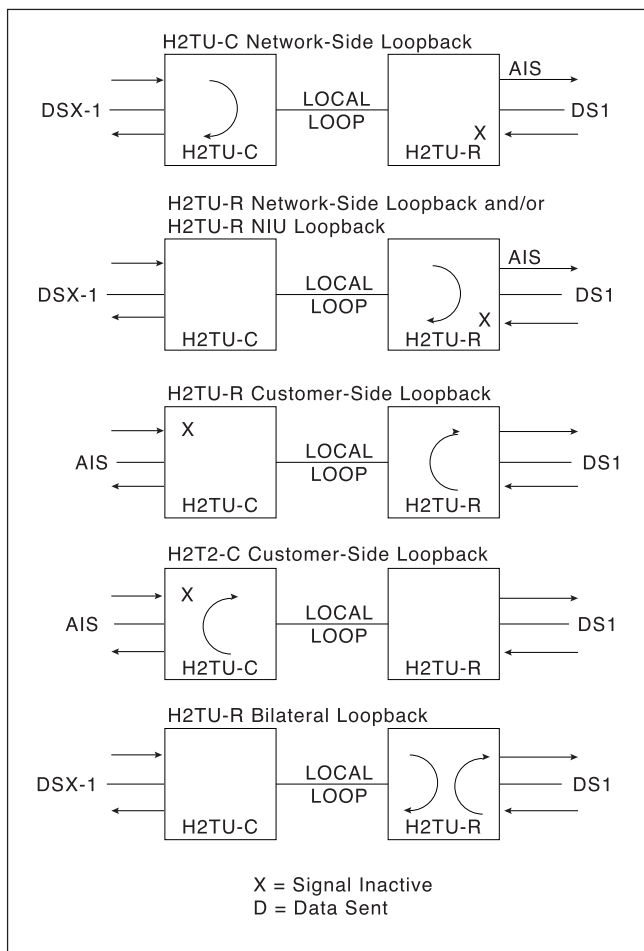 H2TU-C Network-Side Loopback
AIS
DSX-1
LOCAL
LOOP
DS1
X
H2TU-C
H2TU-R
H2TU-R Network-Side Loopback and/or
H2TU-R NIU Loopback
AIS
DSX-1
LOCAL
LOOP
DS1
X
H2TU-C
H2TU-R
H2TU-R Customer-Side Loopback
X
AIS
LOCAL
LOOP
DS1
H2TU-C
H2TU-R
H2T2-C Customer-Side Loopback
X
AIS
LOCAL
LOOP
DS1
H2TU-C
H2TU-R
H2TU-R Bilateral Loopback
DSX-1
LOCAL
LOOP
DS1
H2TU-C
H2TU-R
X = Signal Inactive
D = Data Sent